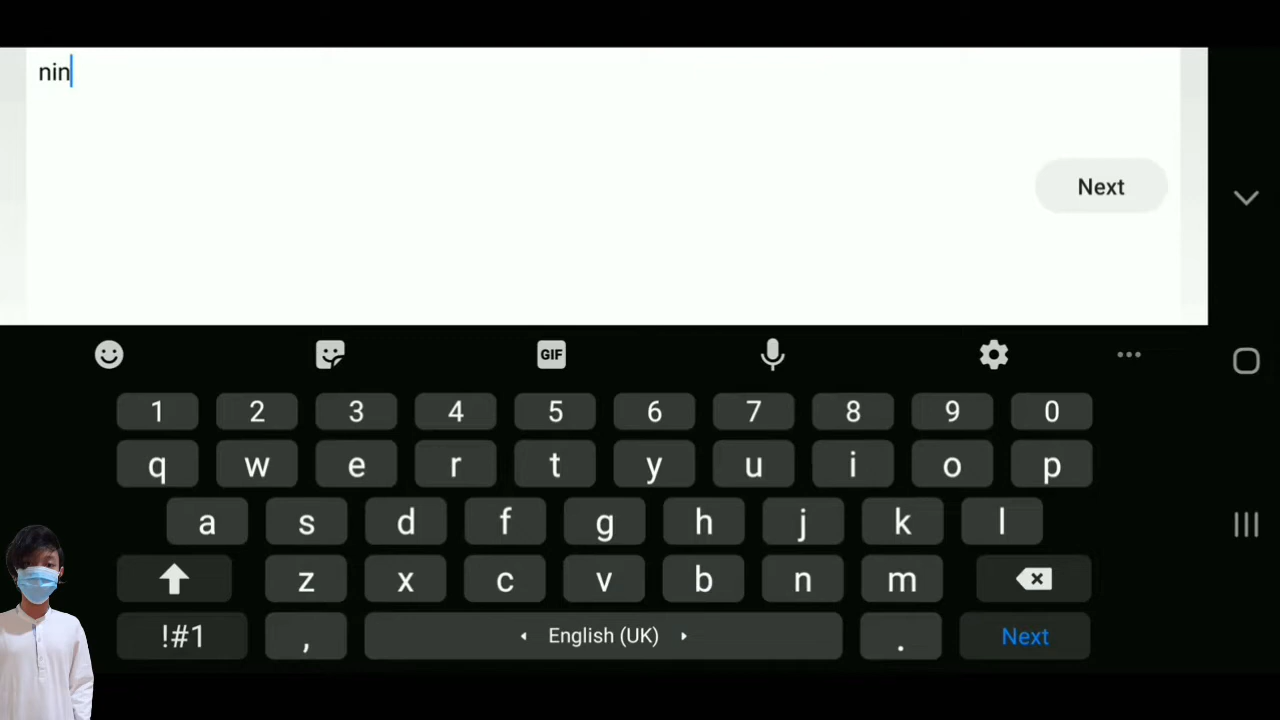 nin
Next
GIF
1 2 3 4 5 6 7 8 9 0
q w e r t y u i o p
a s d f g h j k l
z x c v b n m
!#1 , English (UK) . Next